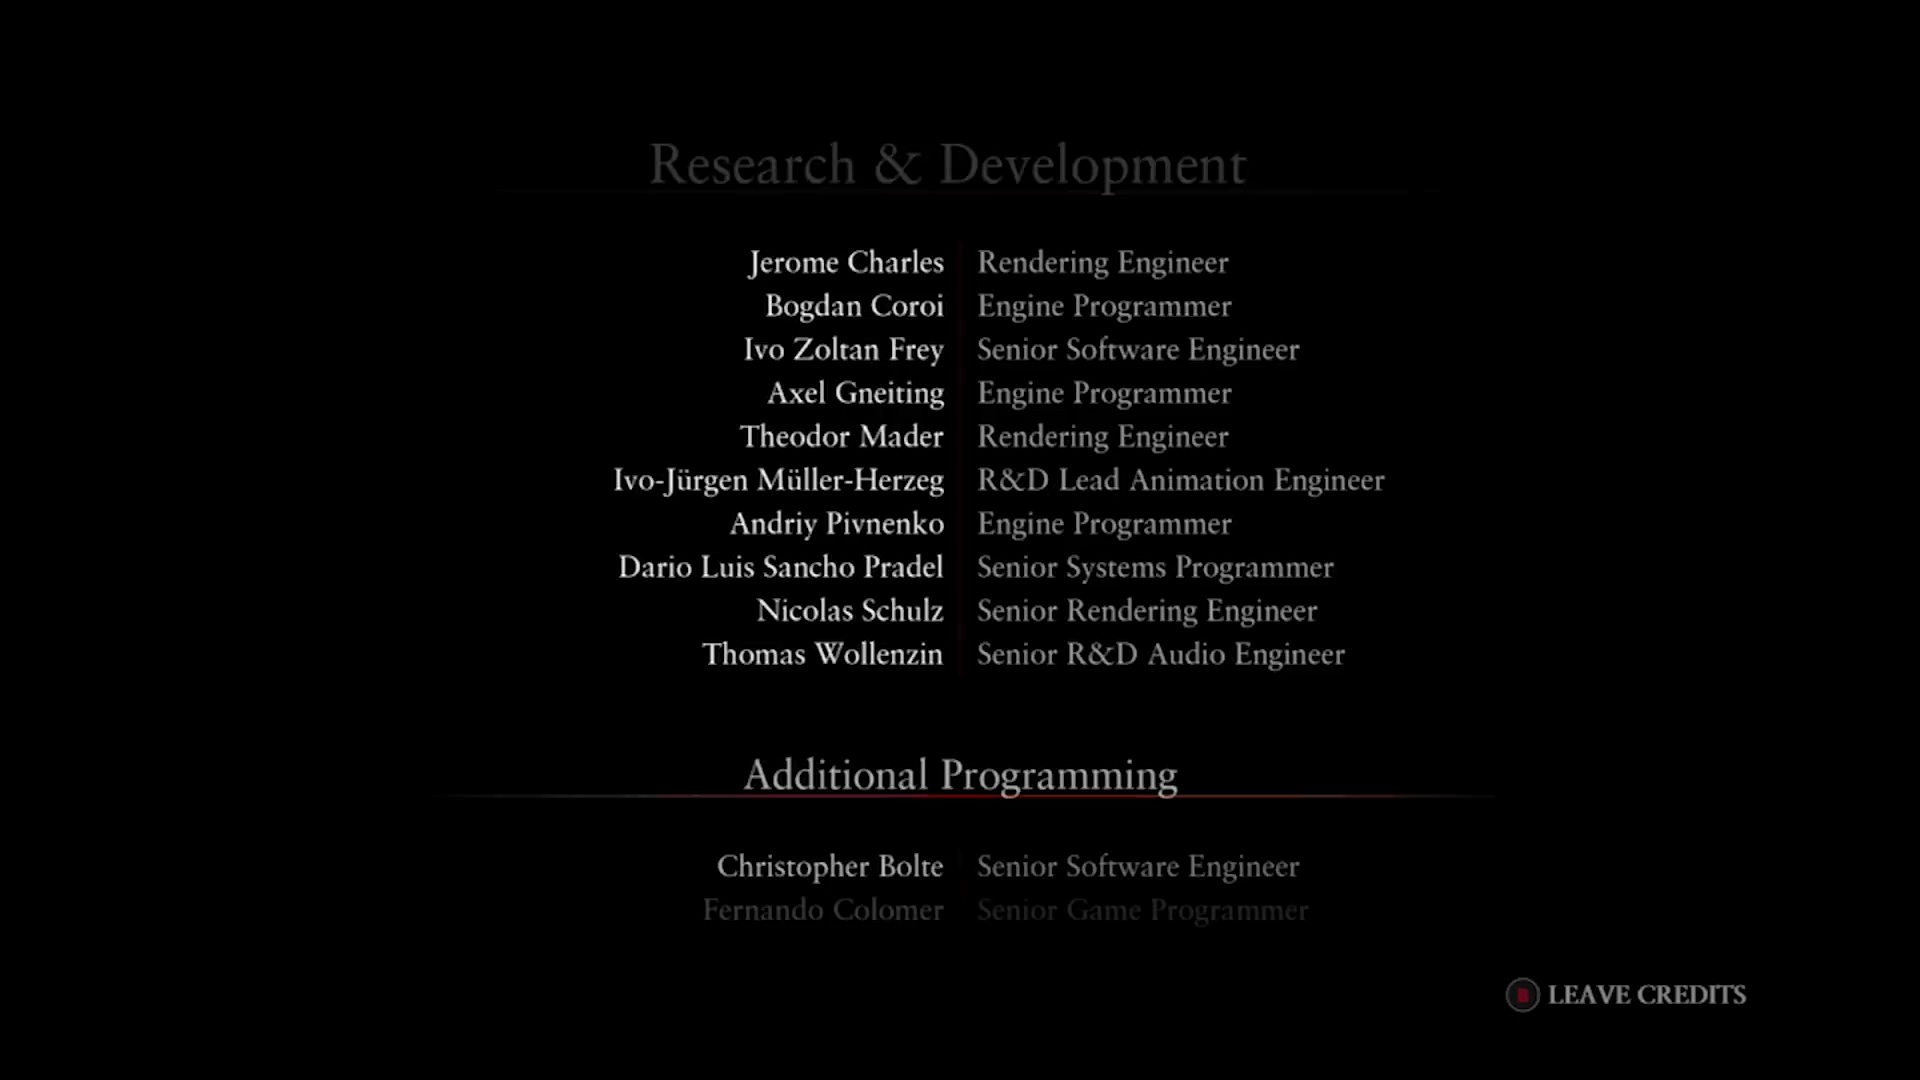 Research & Development
Jerome Charles Rendering Engineer
Bogdan Coroi Engine Programmer
Ivo Zoltan Frey Senior Software Engineer
Axel Gneiting Engine Programmer
Theodor Mader Rendering Engineer
Ivo-Jürgen Müller-Herzeg R&D Lead Animation Engineer
Andriy Pivnenko Engine Programmer
Dario Luis Sancho Pradel Senior Systems Programmer
Nicolas Schulz Senior Rendering Engineer
Thomas Wollenzin Senior R&D Audio Engineer
Additional Programming
Christopher Bolte Senior Software Engineer
Fernando Colomer Senior Game Programmer
LEAVE CREDITS